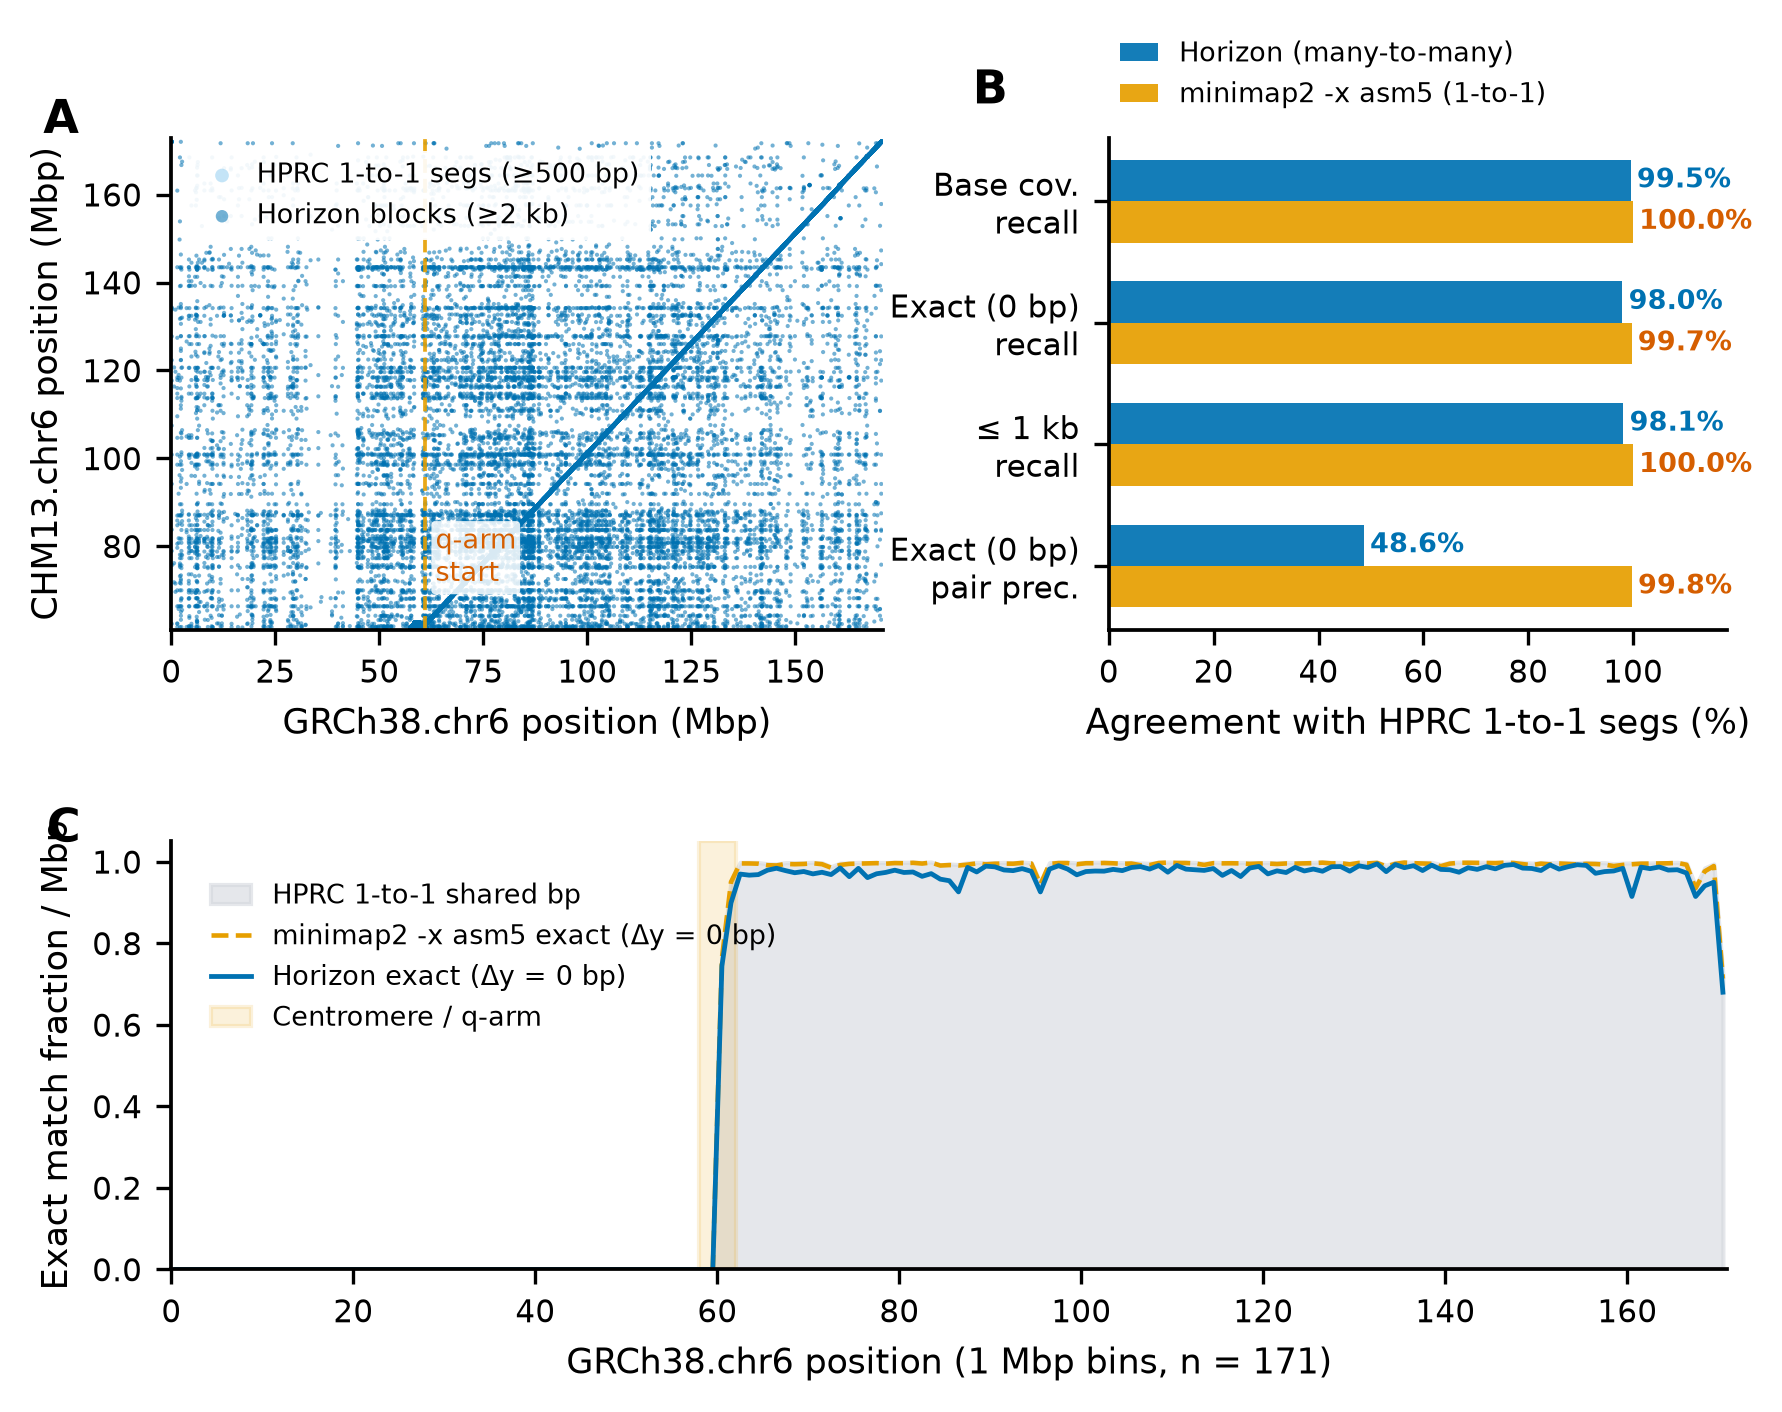 A
CHM13.chr6 position (Mbp)
160
140
120
100
80
HPRC 1-to-1 segs (≥500 bp)
Horizon blocks (≥2 kb)
q-arm
start
0 25 50 75 100 125 150
GRCh38.chr6 position (Mbp)
B
Horizon (many-to-many)
minimap2 -x asm5 (1-to-1)
Base cov.
recall
99.5%
100.0%
Exact (0 bp)
recall
98.0%
99.7%
≤ 1 kb
recall
98.1%
100.0%
Exact (0 bp)
pair prec.
48.6%
99.8%
0 20 40 60 80 100
Agreement with HPRC 1-to-1 segs (%)
C
Exact match fraction / Mbp
1.0
0.8
0.6
0.4
0.2
0.0
HPRC 1-to-1 shared bp
minimap2 -x asm5 exact (Δy = 0 bp)
Horizon exact (Δy = 0 bp)
Centromere / q-arm
0 20 40 60 80 100 120 140 160
GRCh38.chr6 position (1 Mbp bins, n = 171)